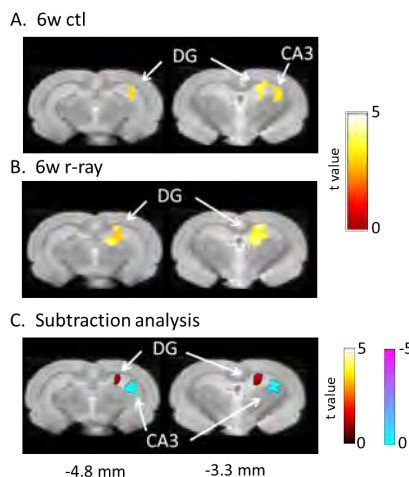 A. 6w ctl
DG
CA3
5
t value
0
B. 6w r-ray
DG
C. Subtraction analysis
DG
CA3
5
t value
0
-5
0
-4.8 mm
-3.3 mm